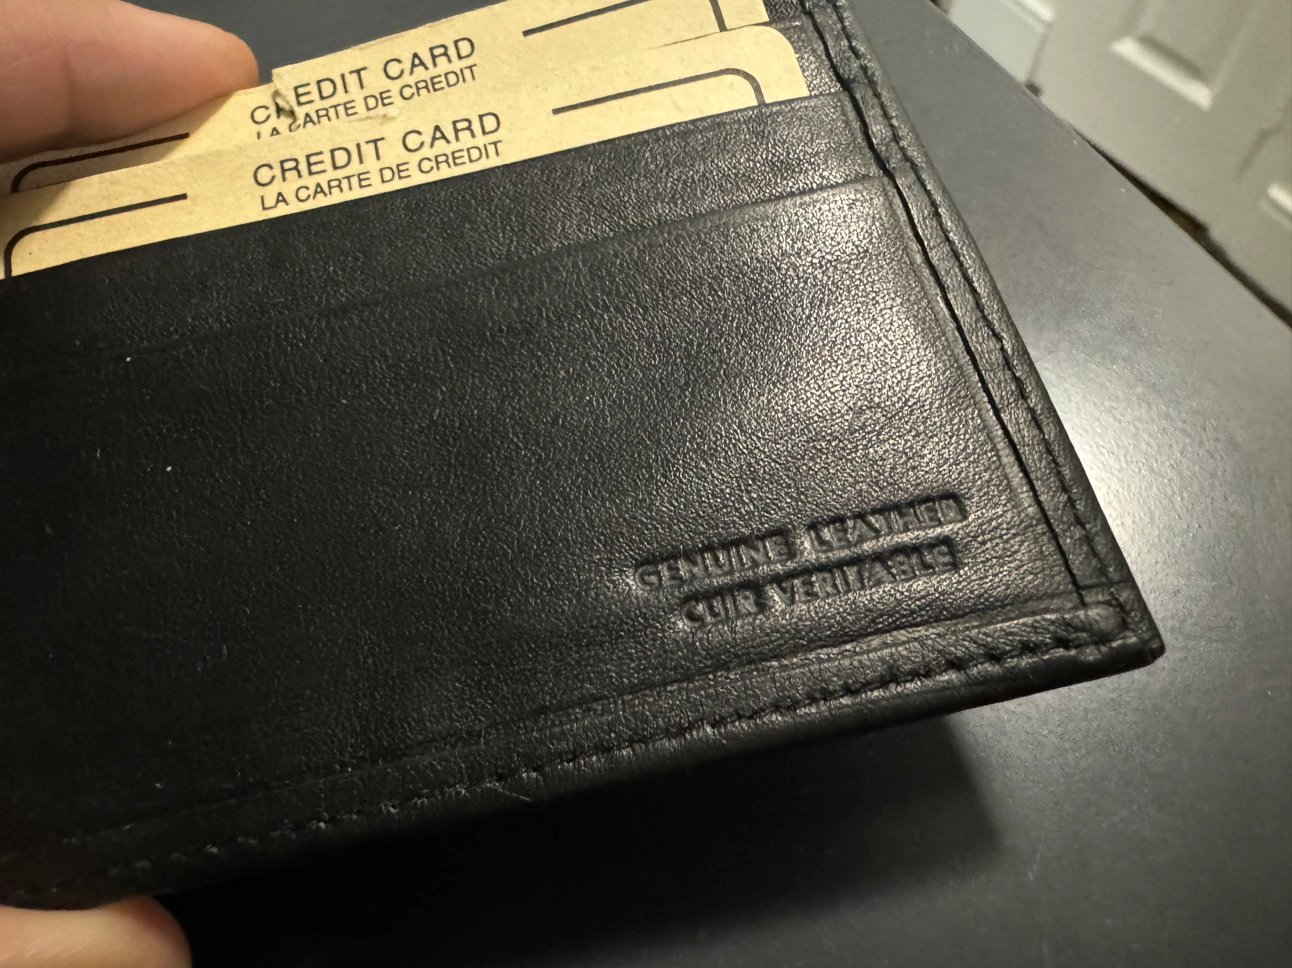 CREDIT CARD
LA CARTE DE CREDIT
CREDIT CARD
LA CARTE DE CREDIT
GENUINE LEATHER
CUIR VERITABLE